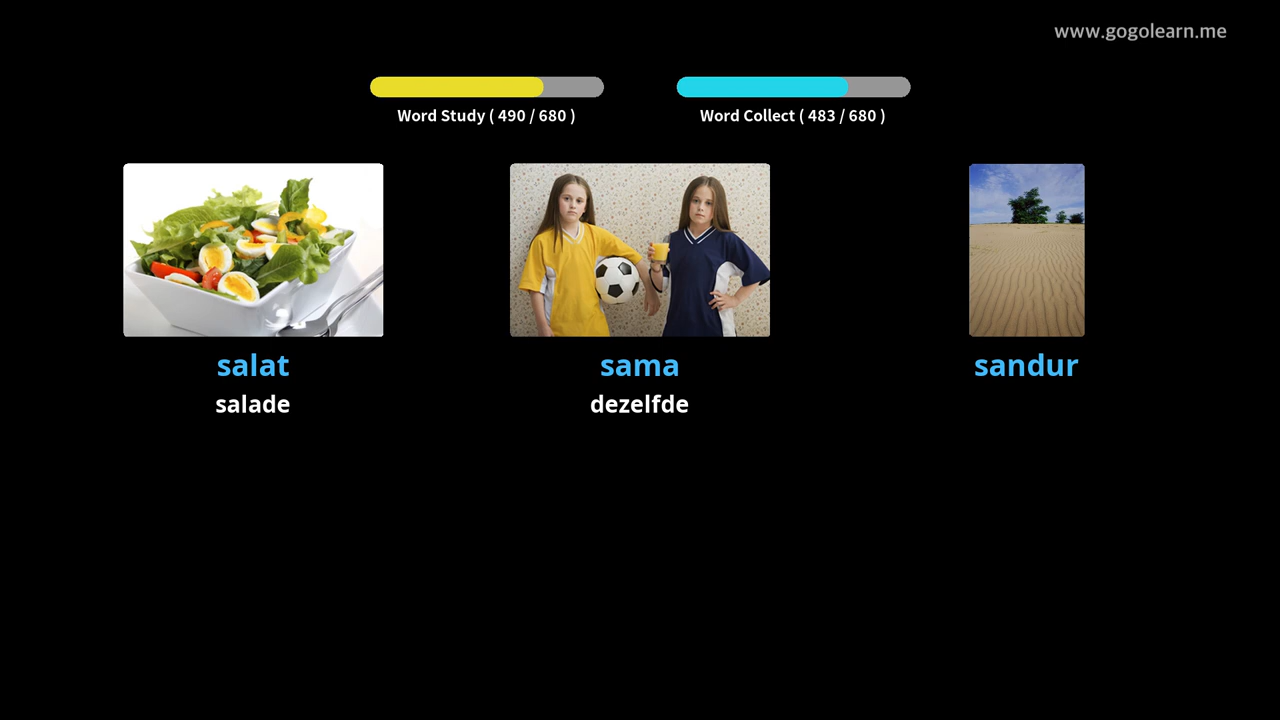 www.gogolearn.me
Word Study ( 490 / 680 )
Word Collect ( 483 / 680 )
salat
sama
sandur
salade
dezelfde